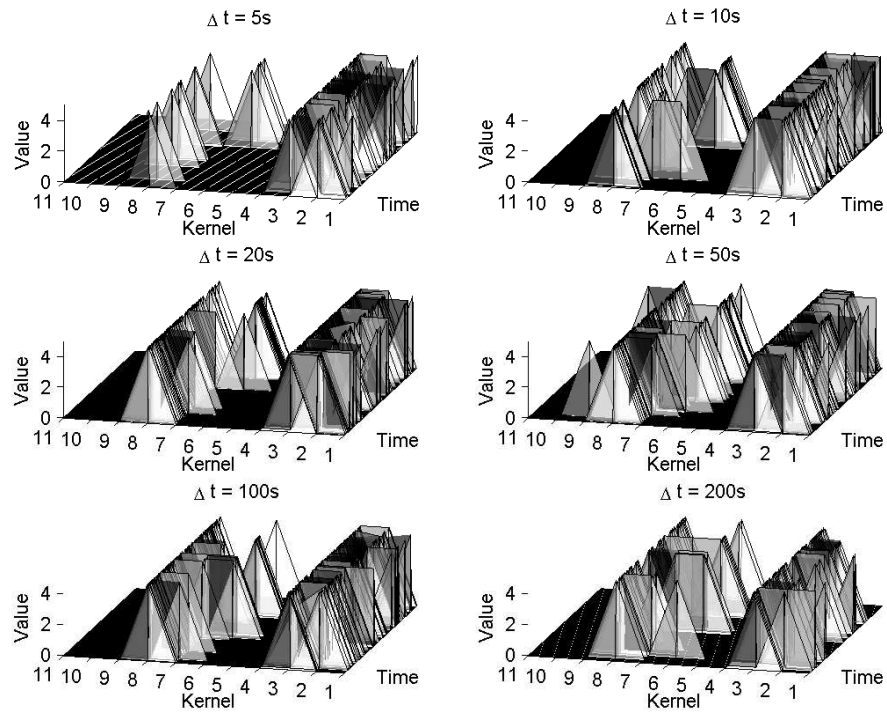 Δ t = 5s
Value
4
2
0
11 10 9 8 7 6 5 4 3 2 1
Kernel
Time
Δ t = 10s
Value
4
2
0
11 10 9 8 7 6 5 4 3 2 1
Kernel
Time
Δ t = 20s
Value
4
2
0
11 10 9 8 7 6 5 4 3 2 1
Kernel
Time
Δ t = 50s
Value
4
2
0
11 10 9 8 7 6 5 4 3 2 1
Kernel
Time
Δ t = 100s
Value
4
2
0
11 10 9 8 7 6 5 4 3 2 1
Kernel
Time
Δ t = 200s
Value
4
2
0
11 10 9 8 7 6 5 4 3 2 1
Kernel
Time